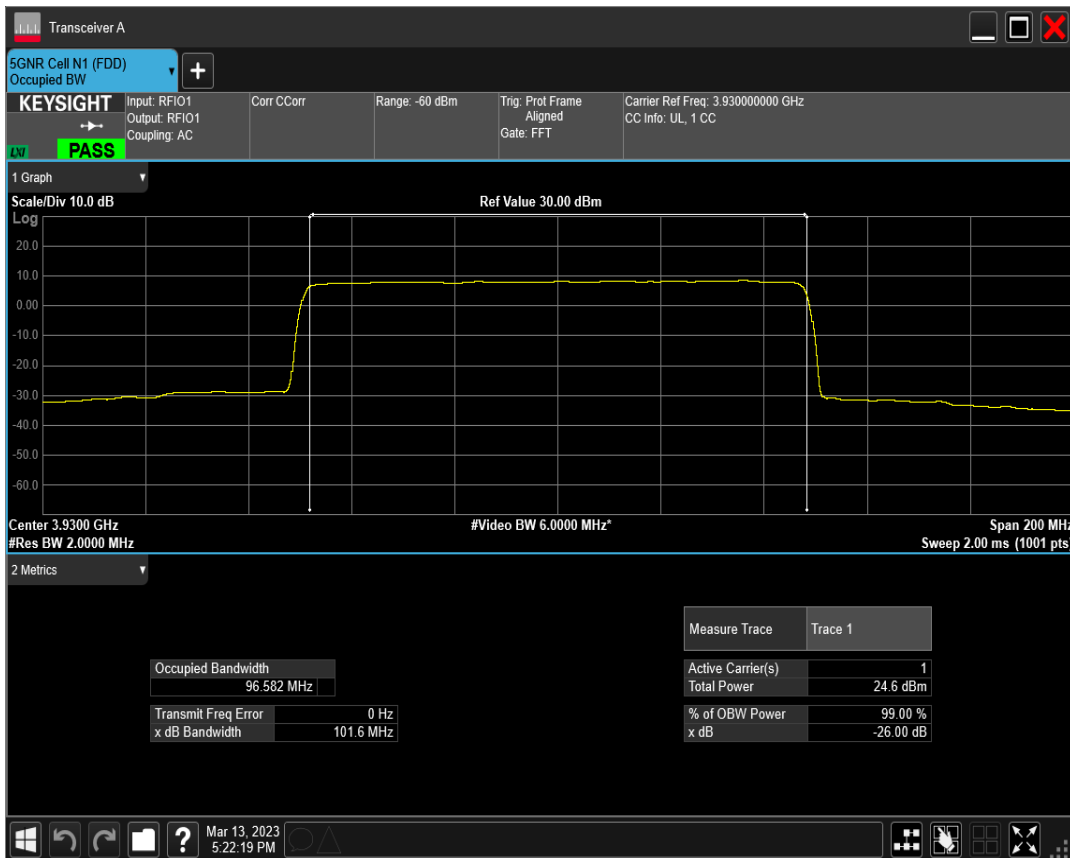 Transceiver A
5GNR Cell N1 (FDD)
Occupied BW
+
KEYSIGHT
LXI
PASS
Input: RFIO1
Output: RFIO1
Coupling: AC
Corr CCorr
Range: -60 dBm
Trig: Prot Frame
Aligned
Gate: FFT
Carrier Ref Freq: 3.930000000 GHz
CC Info: UL, 1 CC
1 Graph
Scale/Div 10.0 dB
Ref Value 30.00 dBm
Log
20.0
10.0
0.00
-10.0
-20.0
-30.0
-40.0
-50.0
-60.0
Center 3.9300 GHz
#Video BW 6.0000 MHz*
Span 200 MHz
#Res BW 2.0000 MHz
Sweep 2.00 ms (1001 pts)
2 Metrics
Measure Trace Trace 1
Occupied Bandwidth
96.582 MHz
Active Carrier(s) 1
Total Power 24.6 dBm
Transmit Freq Error 0 Hz
x dB Bandwidth 101.6 MHz
% of OBW Power 99.00 %
x dB -26.00 dB
?
Mar 13, 2023
5:22:19 PM